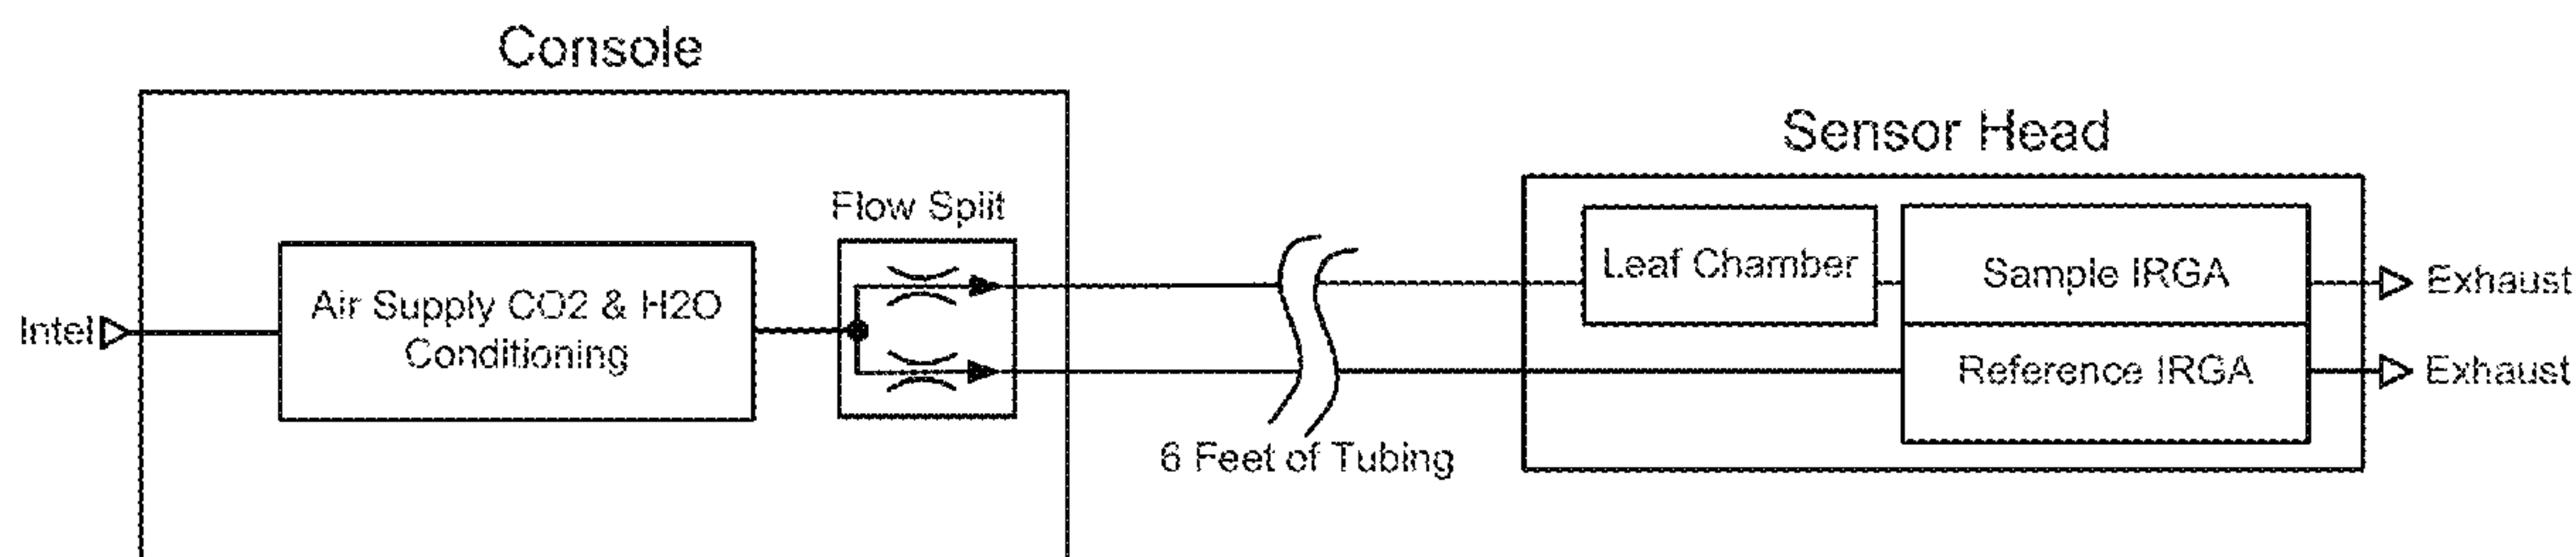 Console
Sensor Head
Flow Split
Intel
Air Supply CO2 & H2O
Conditioning
Leaf Chamber
Sample IRGA
Exhaust
Reference IRGA
Exhaust
6 Feet of Tubing